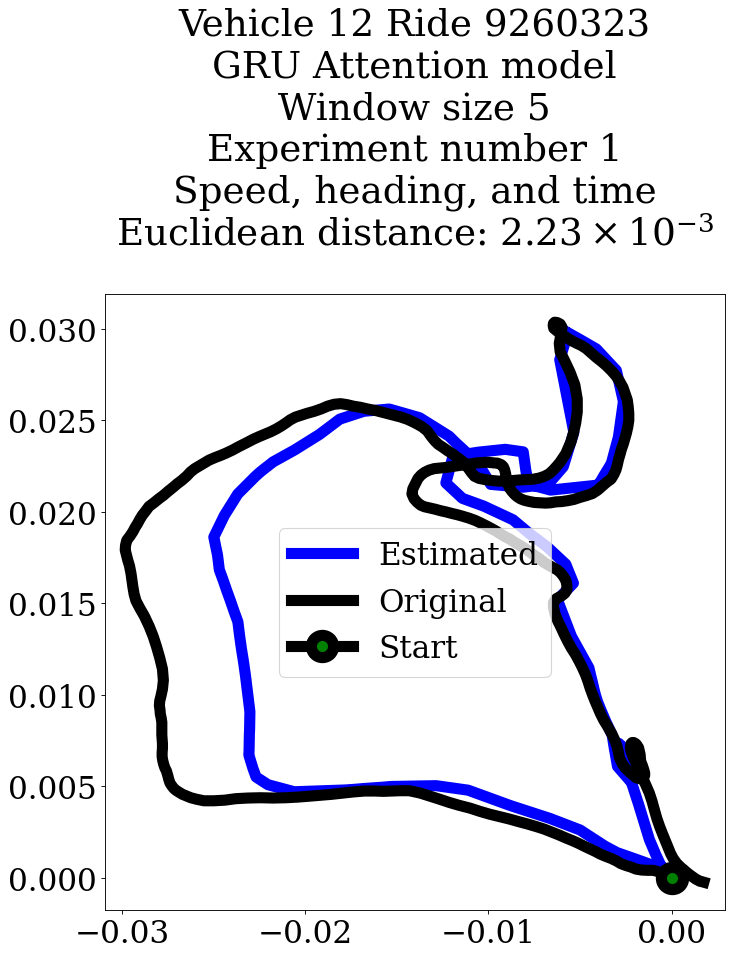 Vehicle 12 Ride 9260323
GRU Attention model
Window size 5
Experiment number 1
Speed, heading, and time
Euclidean distance: 2.23 × 10⁻³
0.030
0.025
0.020
0.015
0.010
0.005
0.000
Estimated
Original
Start
−0.03
−0.02
−0.01
0.00